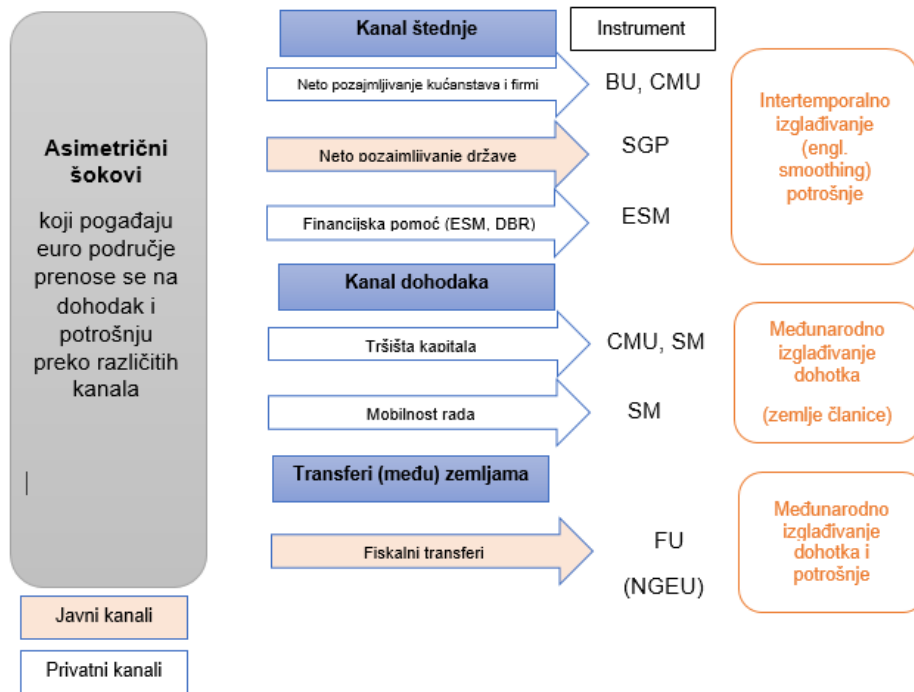 Asimetrični
šokovi
koji pogađaju
euro područje
prenose se na
dohodak i
potrošnju
preko različitih
kanala
Javni kanali
Privatni kanali
Kanal štednje
Instrument
Neto pozajmljivanje kućanstava i firmi
BU, CMU
Neto pozajmljivanje države
SGP
Financijska pomoć (ESM, DBR)
ESM
Intertemporalno
izglađivanje
(engl.
smoothing)
potrošnje
Kanal dohodaka
Tršišta kapitala
CMU, SM
Mobilnost rada
SM
Međunarodno
izglađivanje
dohotka
(zemlje članice)
Transferi (među) zemljama
Fiskalni transferi
FU
(NGEU)
Međunarodno
izglađivanje
dohotka i
potrošnje